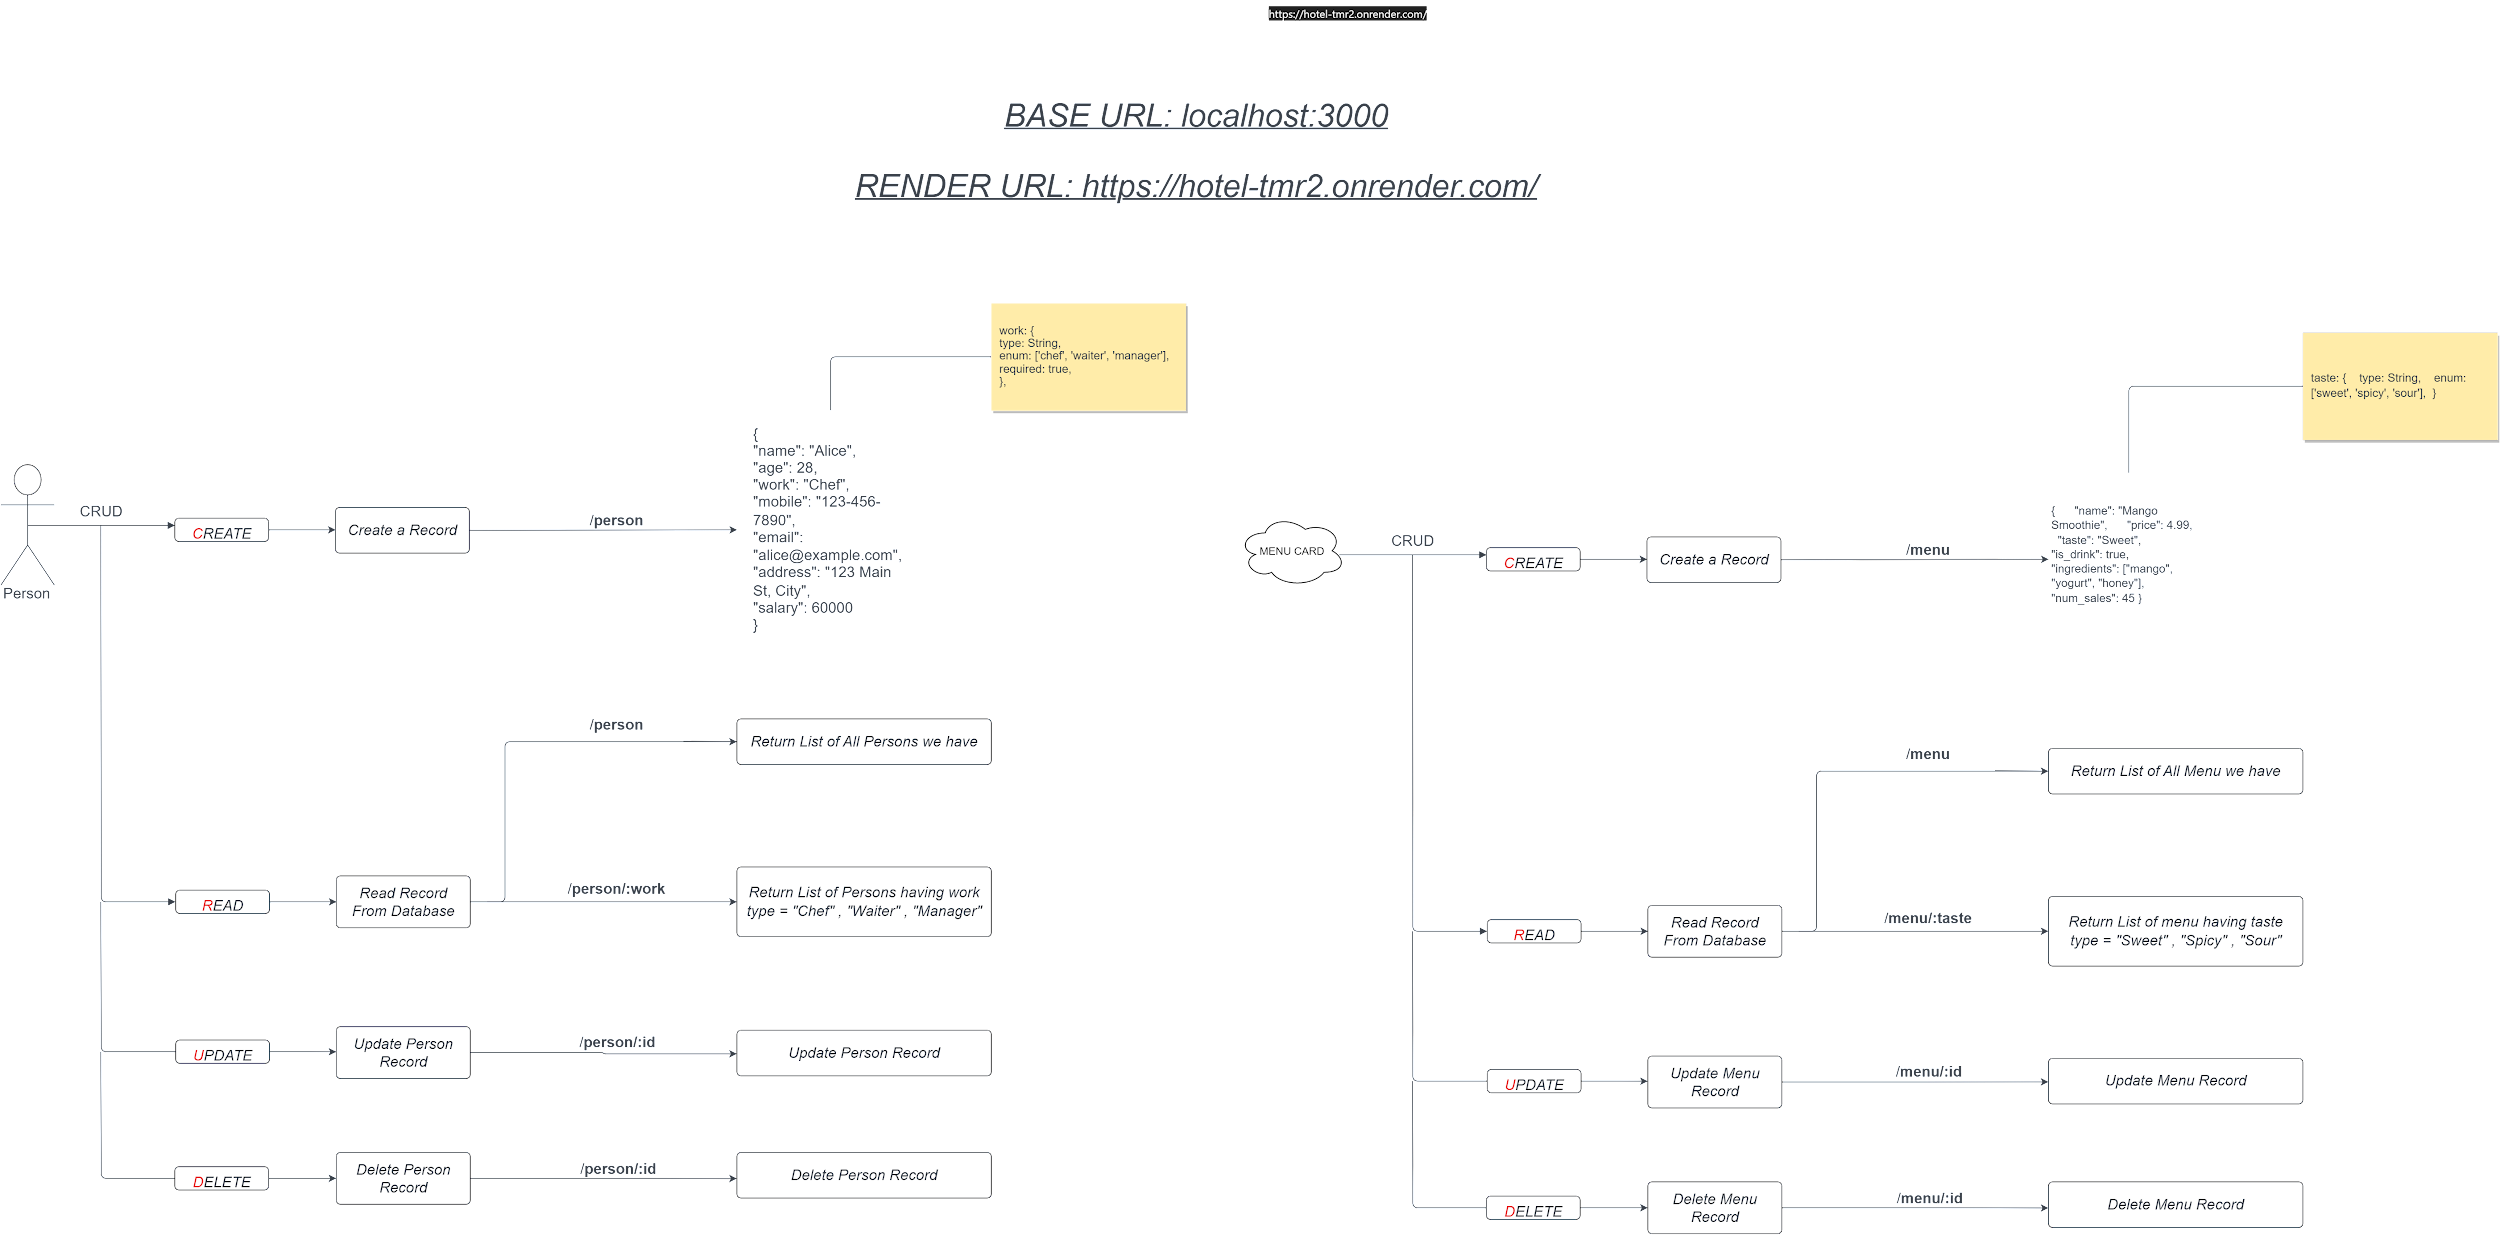 https://hotel-tmr2.onrender.com/
BASE URL: localhost:3000
RENDER URL: https://hotel-tmr2.onrender.com/
work: {
type: String,
enum: ['chef', 'waiter', 'manager'],
required: true,
},
{
"name": "Alice",
"age": 28,
"work": "Chef",
"mobile": "123-456-
7890",
"email":
"alice@example.com",
"address": "123 Main
St, City",
"salary": 60000
}
Person
CRUD
CREATE
Create a Record
/person
/person
Return List of All Persons we have
READ
Read Record
From Database
/person/:work
Return List of Persons having work
type = "Chef" , "Waiter" , "Manager"
UPDATE
Update Person
Record
/person/:id
Update Person Record
DELETE
Delete Person
Record
/person/:id
Delete Person Record
taste: {    type: String,    enum:
['sweet', 'spicy', 'sour'],  }
{      "name": "Mango
Smoothie",      "price": 4.99,
"taste": "Sweet",
"is_drink": true,
"ingredients": ["mango",
"yogurt", "honey"],
"num_sales": 45 }
MENU CARD
CRUD
CREATE
Create a Record
/menu
/menu
Return List of All Menu we have
READ
Read Record
From Database
/menu/:taste
Return List of menu having taste
type = "Sweet" , "Spicy" , "Sour"
UPDATE
Update Menu
Record
/menu/:id
Update Menu Record
DELETE
Delete Menu
Record
/menu/:id
Delete Menu Record